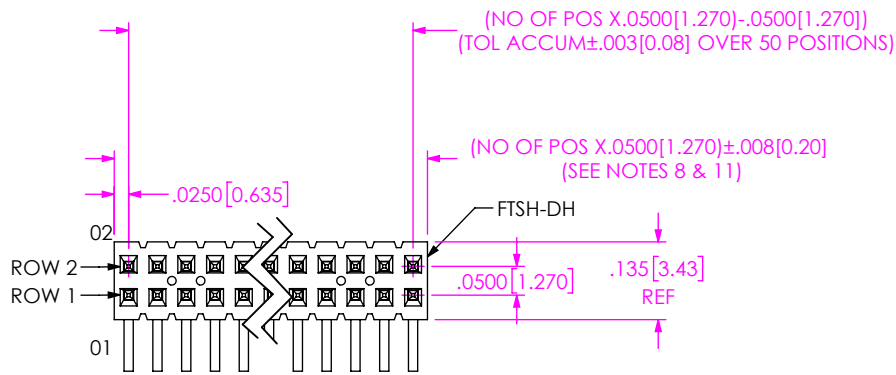 (NO OF POS X.0500[1.270)-.0500[1.270])
(TOL ACCUM±.003[0.08] OVER 50 POSITIONS)
(NO OF POS X.0500[1.270)±.008[0.20]
(SEE NOTES 8 & 11)
.0250[0.635]
FTSH-DH
02
ROW 2
ROW 1
.0500[1.270]
.135[3.43]
REF
01